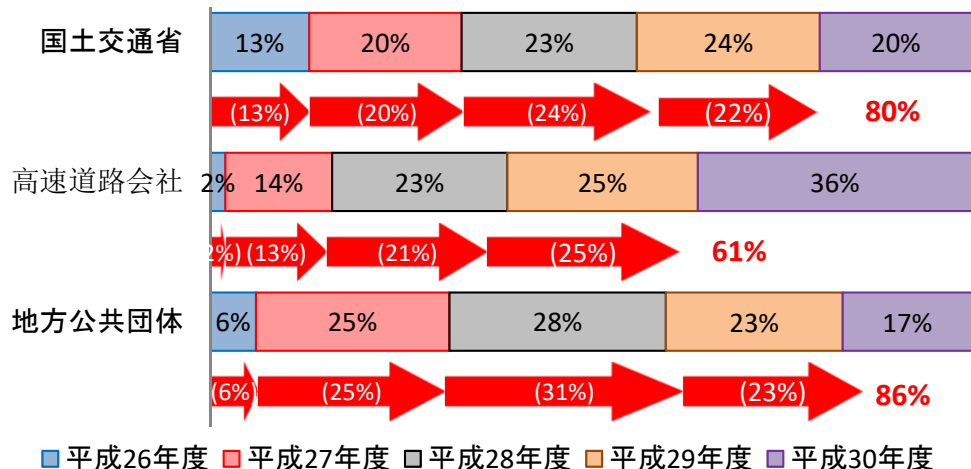 国土交通省 13% 20% 23% 24% 20%
(13%) (20%) (24%) (22%) 80%
高速道路会社 2% 14% 23% 25% 36%
2%) (13%) (21%) (25%) 61%
地方公共団体 6% 25% 28% 23% 17%
(6%) (25%) (31%) (23%) 86%
平成26年度 平成27年度 平成28年度 平成29年度 平成30年度